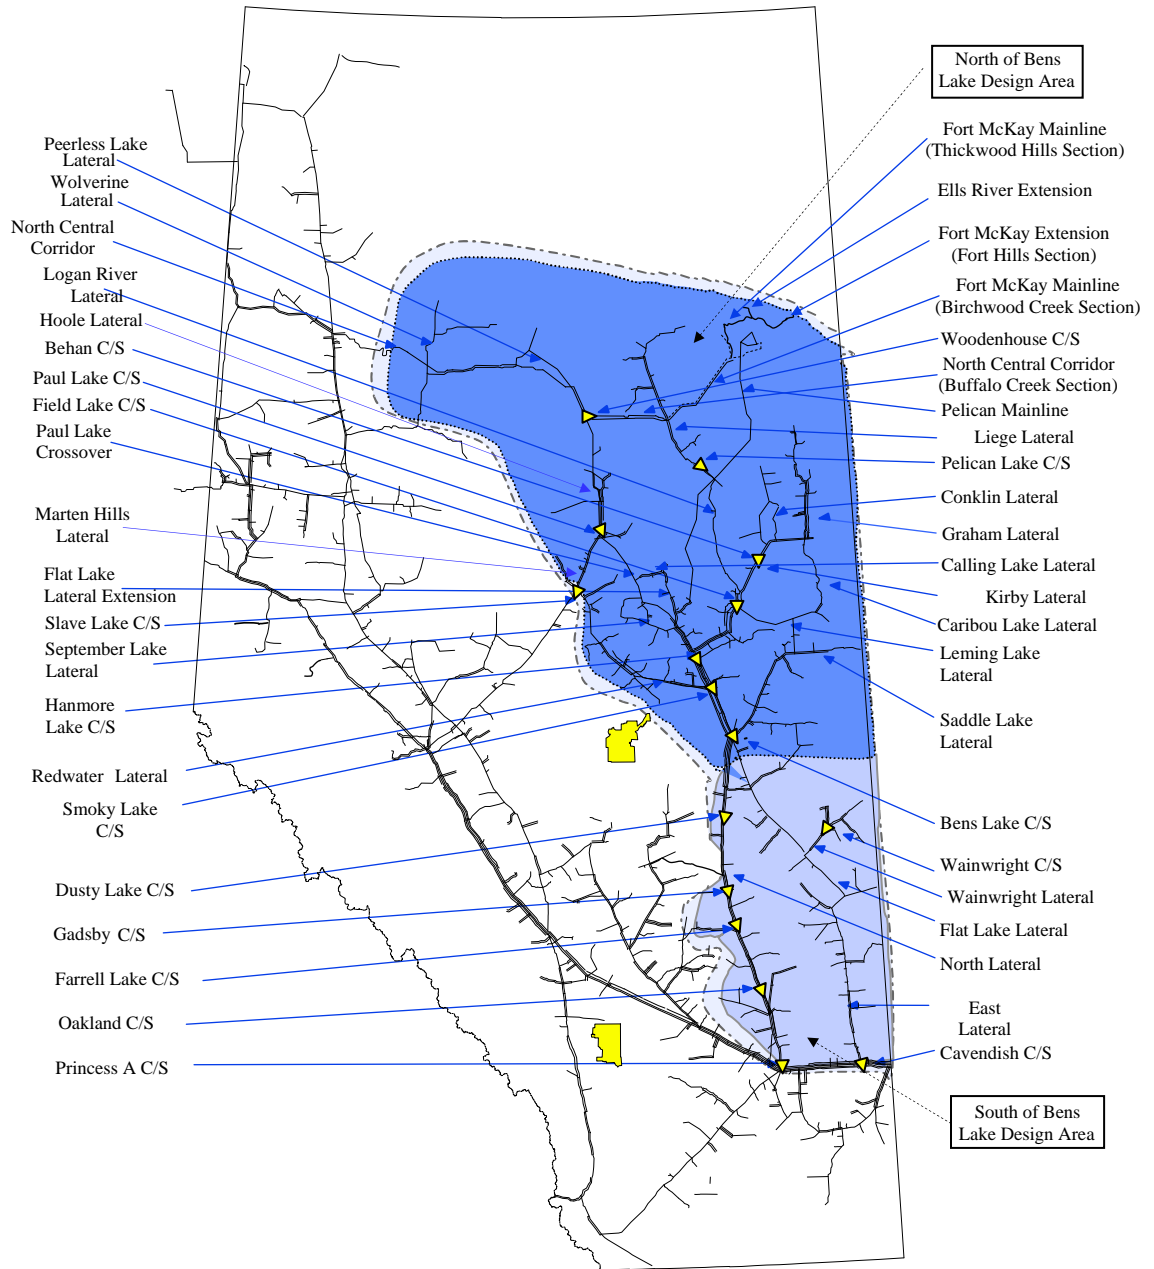 North of Bens
Lake Design Area
Peerless Lake
Lateral
Wolverine
Lateral
North Central
Corridor
Logan River
Lateral
Hoole Lateral
Behan C/S
Paul Lake C/S
Field Lake C/S
Paul Lake
Crossover
Marten Hills
Lateral
Flat Lake
Lateral Extension
Slave Lake C/S
September Lake
Lateral
Hanmore
Lake C/S
Redwater Lateral
Smoky Lake
C/S
Dusty Lake C/S
Gadsby C/S
Farrell Lake C/S
Oakland C/S
Princess A C/S
Fort McKay Mainline
(Thickwood Hills Section)
Ells River Extension
Fort McKay Extension
(Fort Hills Section)
Fort McKay Mainline
(Birchwood Creek Section)
Woodenhouse C/S
North Central Corridor
(Buffalo Creek Section)
Pelican Mainline
Liege Lateral
Pelican Lake C/S
Conklin Lateral
Graham Lateral
Calling Lake Lateral
Kirby Lateral
Caribou Lake Lateral
Leming Lake
Lateral
Saddle Lake
Lateral
Bens Lake C/S
Wainwright C/S
Wainwright Lateral
Flat Lake Lateral
North Lateral
East
Lateral
Cavendish C/S
South of Bens
Lake Design Area